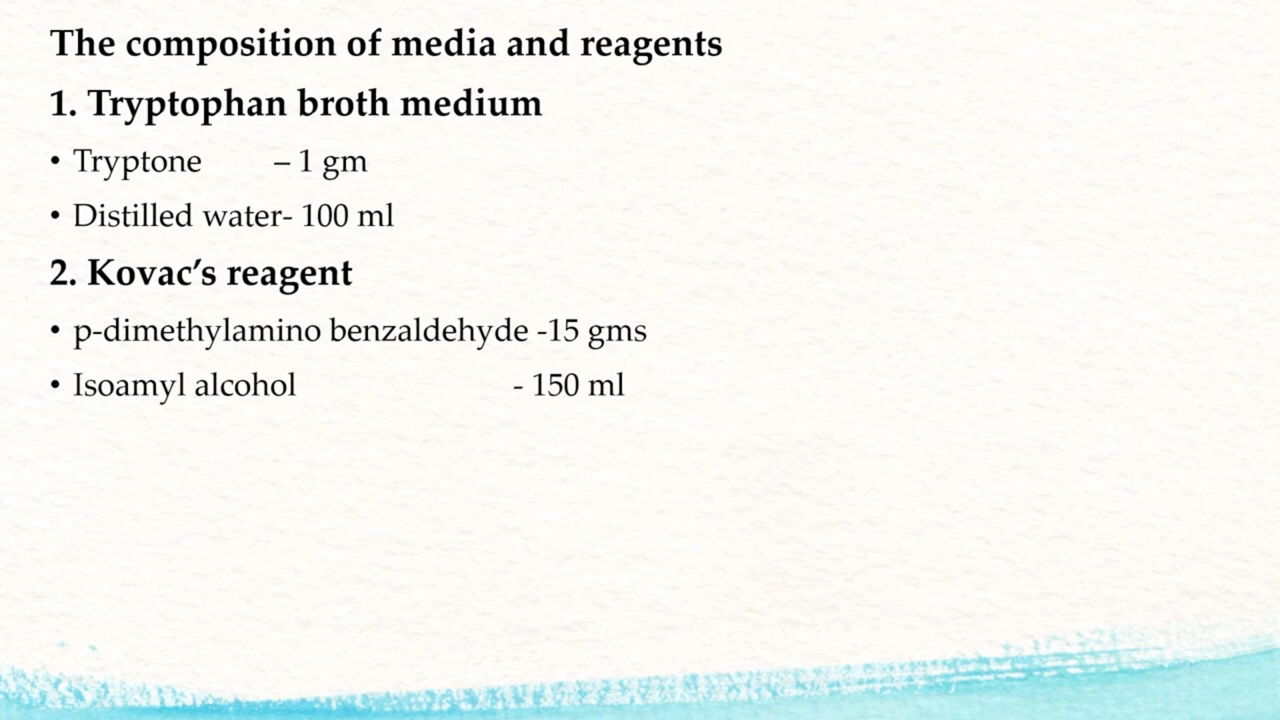 The composition of media and reagents
1. Tryptophan broth medium
• Tryptone – 1 gm
• Distilled water- 100 ml
2. Kovac’s reagent
• p-dimethylamino benzaldehyde -15 gms
• Isoamyl alcohol - 150 ml